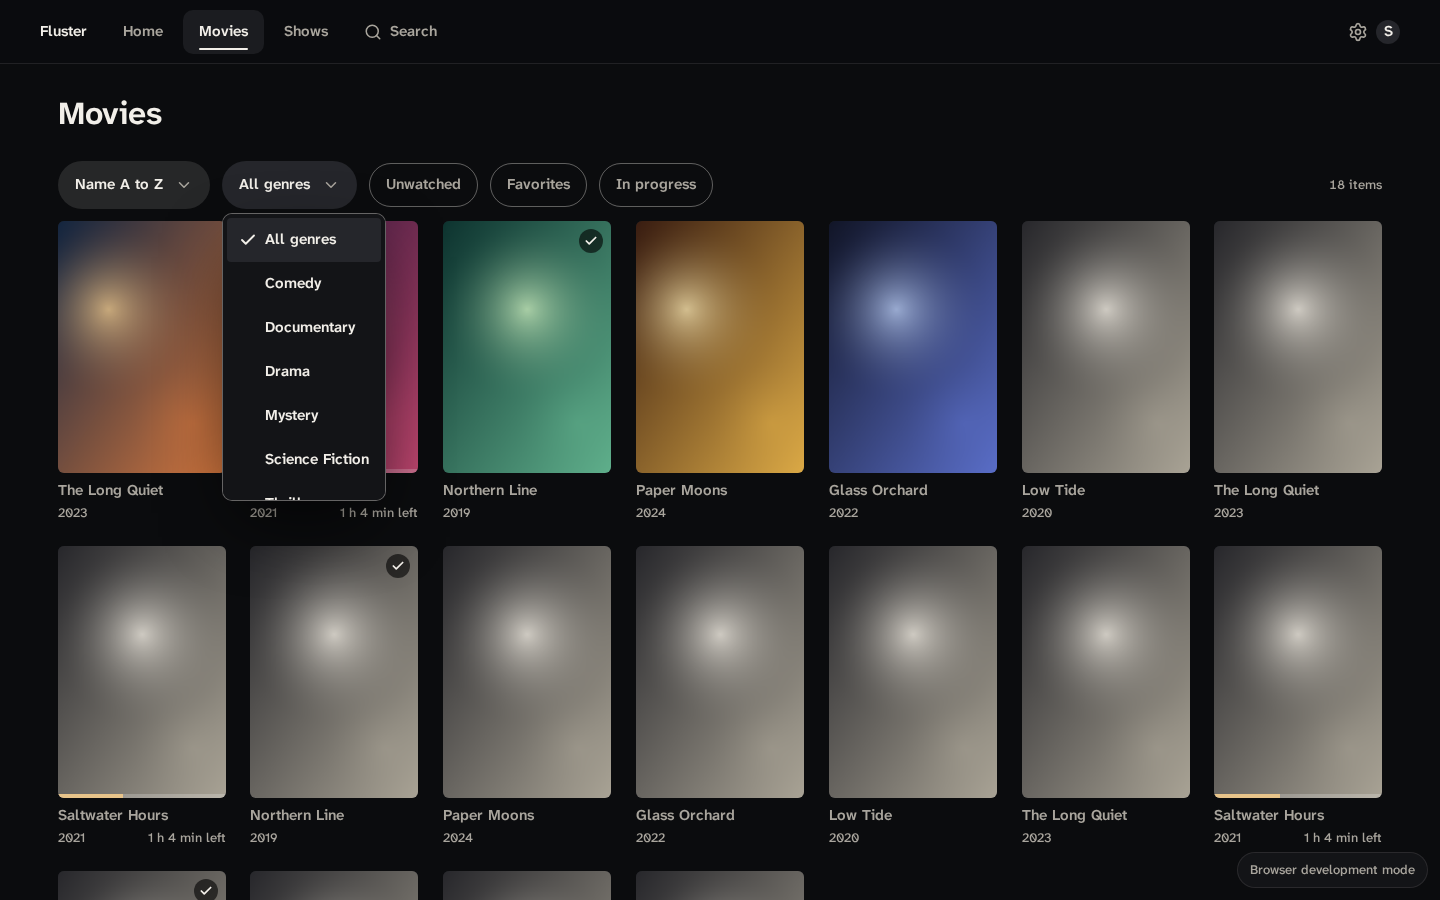 Fluster
Home
Movies
Shows
Search
S
Movies
Name A to Z
All genres
Unwatched
Favorites
In progress
18 items
All genres
Comedy
Documentary
Drama
Mystery
Science Fiction
The Long Quiet
2023
2021 1 h 4 min left
Northern Line
2019
Paper Moons
2024
Glass Orchard
2022
Low Tide
2020
The Long Quiet
2023
Saltwater Hours
2021 1 h 4 min left
Northern Line
2019
Paper Moons
2024
Glass Orchard
2022
Low Tide
2020
The Long Quiet
2023
Saltwater Hours
2021 1 h 4 min left
Browser development mode